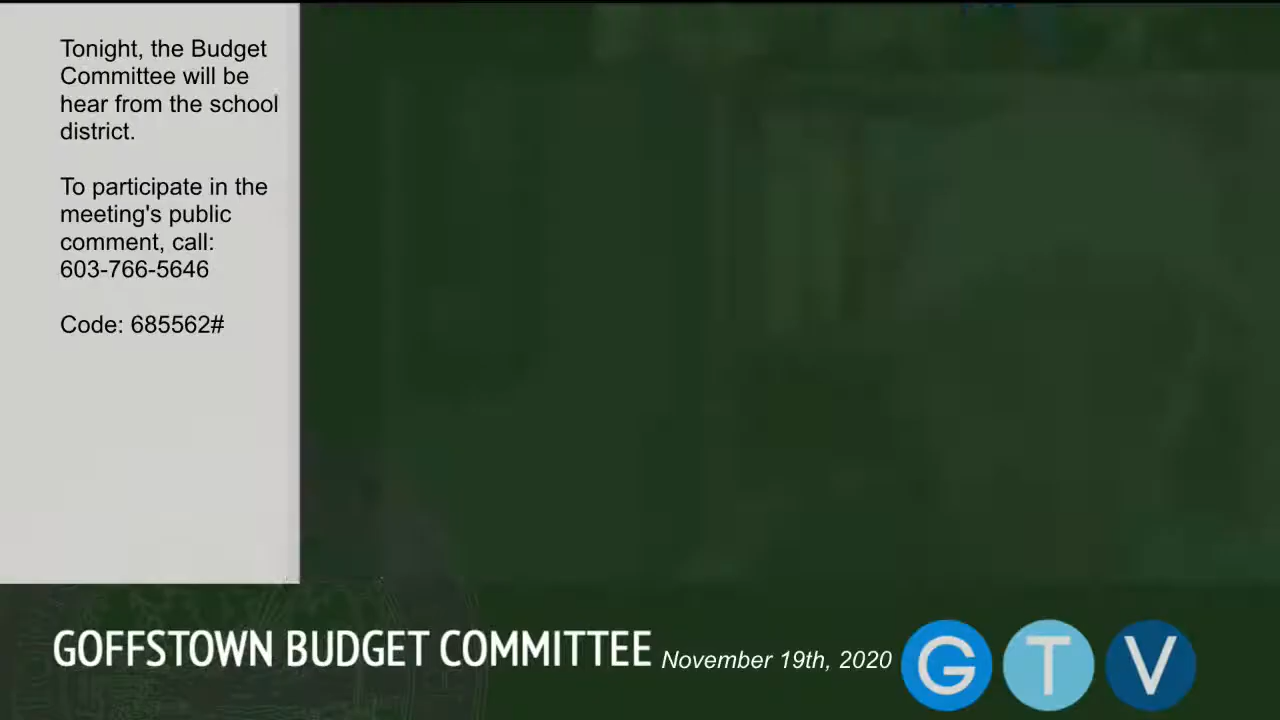 Tonight, the Budget
Committee will be
hear from the school
district.
To participate in the
meeting's public
comment, call:
603-766-5646
Code: 685562#
GOFFSTOWN BUDGET COMMITTEE November 19th, 2020 G T V